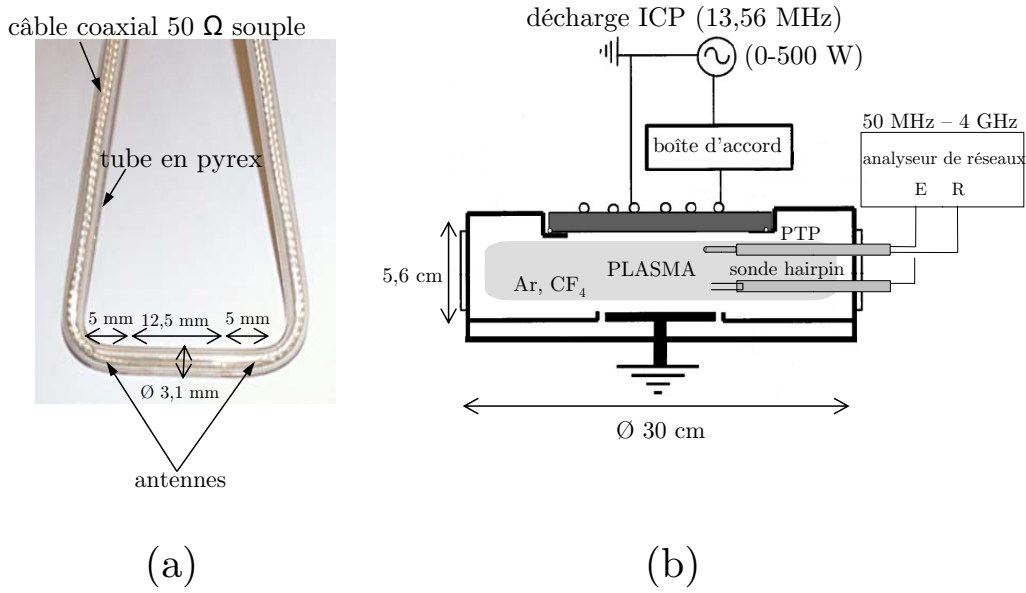 câble coaxial 50 Ω souple
tube en pyrex
5 mm 12,5 mm 5 mm
Ø 3,1 mm
antennes
(a)
décharge ICP (13,56 MHz)
(0-500 W)
boîte d'accord
50 MHz – 4 GHz
analyseur de réseaux
E R
PTP
sonde hairpin
PLASMA
Ar, CF₄
5,6 cm
Ø 30 cm
(b)